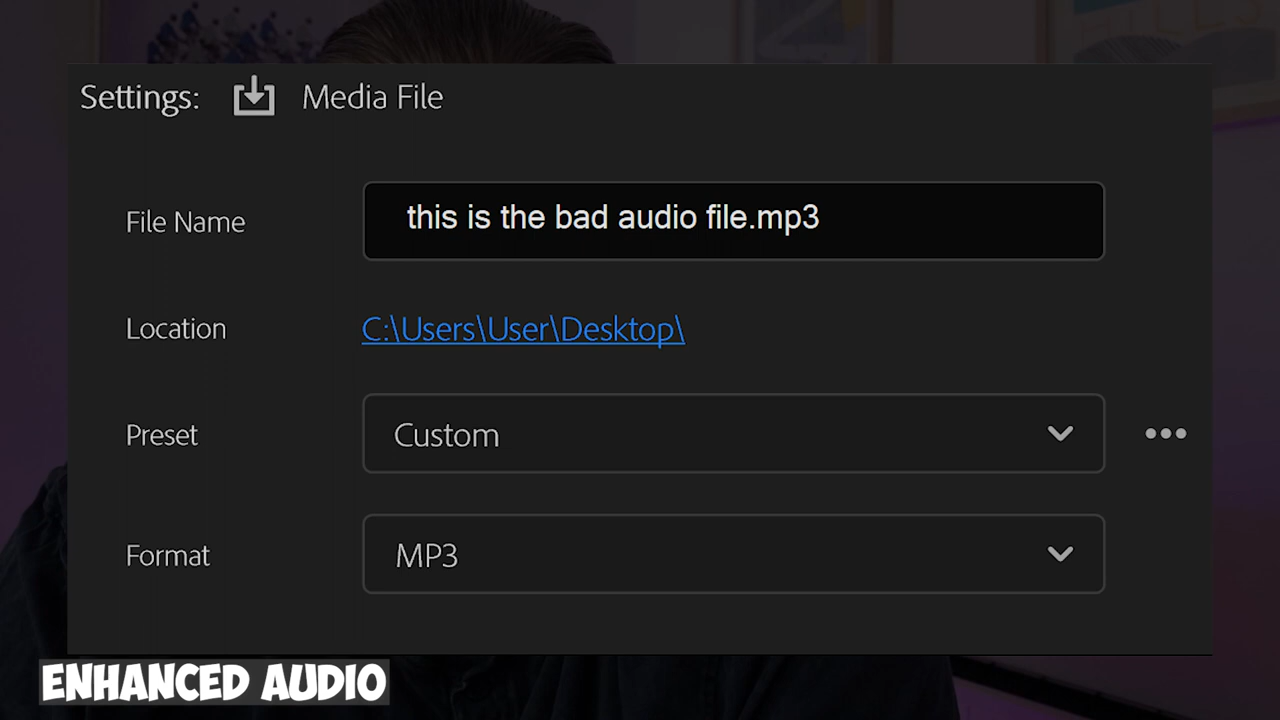 Settings: Media File
File Name this is the bad audio file.mp3
Location C:\Users\User\Desktop\
Preset Custom
Format MP3
ENHANCED AUDIO